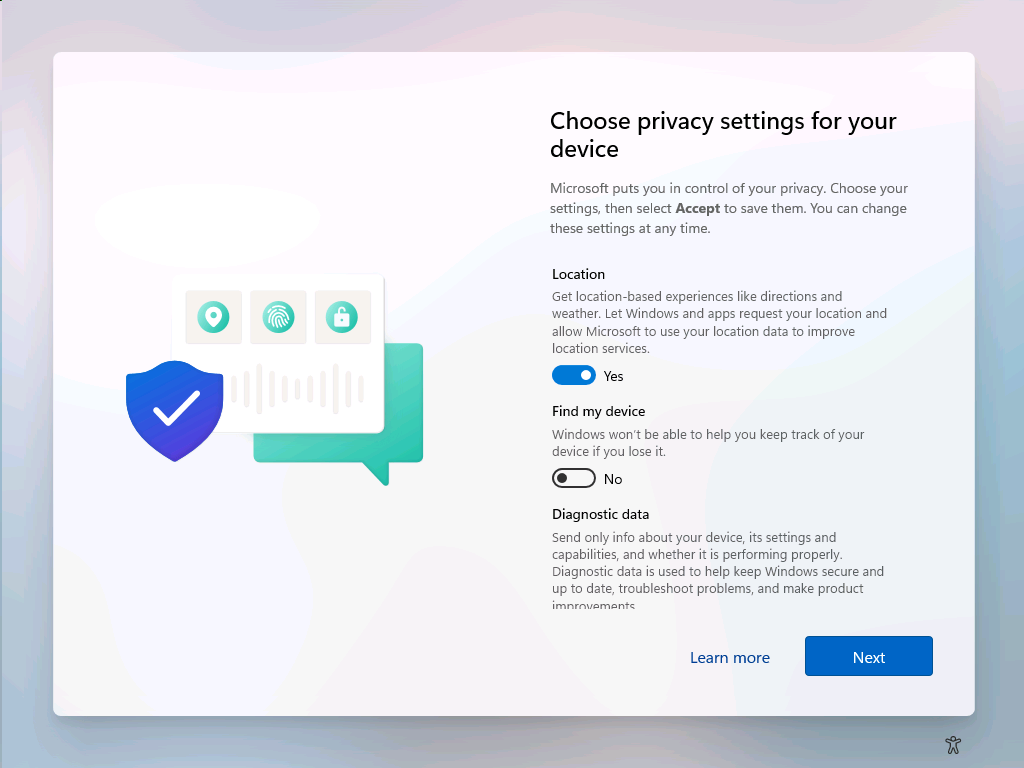 Choose privacy settings for your
device
Microsoft puts you in control of your privacy. Choose your
settings, then select Accept to save them. You can change
these settings at any time.
Location
Get location-based experiences like directions and
weather. Let Windows and apps request your location and
allow Microsoft to use your location data to improve
location services.
Yes
Find my device
Windows won't be able to help you keep track of your
device if you lose it.
No
Diagnostic data
Send only info about your device, its settings and
capabilities, and whether it is performing properly.
Diagnostic data is used to help keep Windows secure and
up to date, troubleshoot problems, and make product
improvements.
Learn more
Next